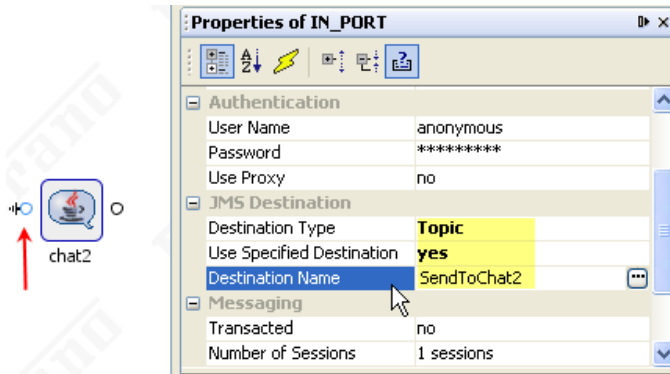 Properties of IN_PORT
Authentication
User Name anonymous
Password *********
Use Proxy no
JMS Destination
Destination Type Topic
Use Specified Destination yes
Destination Name SendToChat2
Messaging
Transacted no
Number of Sessions 1 sessions
chat2